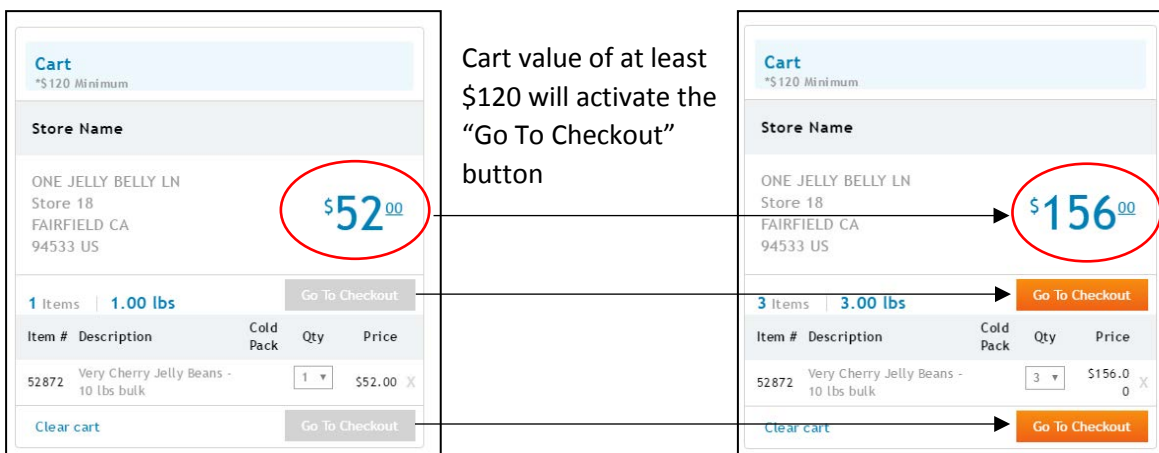 Cart
*$120 Minimum
Store Name
ONE JELLY BELLY LN
Store 18
FAIRFIELD CA
94533 US
$52 00
1 Items | 1.00 lbs
Go To Checkout
Item # Description Cold Pack Qty Price
52872 Very Cherry Jelly Beans - 10 lbs bulk 1 $52.00 X
Clear cart
Go To Checkout
Cart value of at least
$120 will activate the
“Go To Checkout”
button
Cart
*$120 Minimum
Store Name
ONE JELLY BELLY LN
Store 18
FAIRFIELD CA
94533 US
$156 00
3 Items | 3.00 lbs
Go To Checkout
Item # Description Cold Pack Qty Price
52872 Very Cherry Jelly Beans - 10 lbs bulk 3 $156.00 X
Clear cart
Go To Checkout